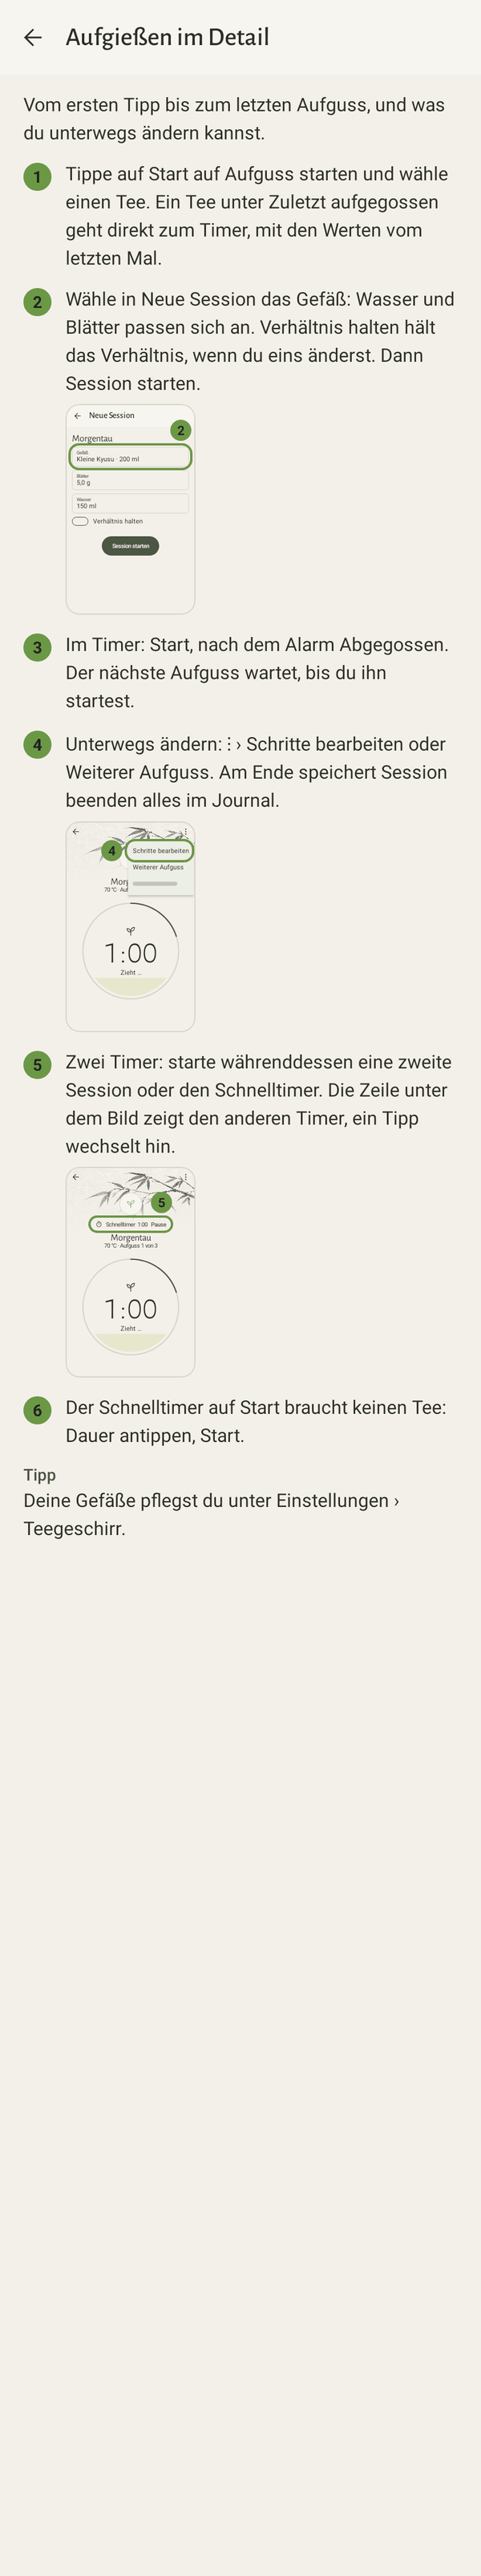 Aufgießen im Detail
Vom ersten Tipp bis zum letzten Aufguss, und was
du unterwegs ändern kannst.
1
Tippe auf Start auf Aufguss starten und wähle
einen Tee. Ein Tee unter Zuletzt aufgegossen
geht direkt zum Timer, mit den Werten vom
letzten Mal.
2
Wähle in Neue Session das Gefäß: Wasser und
Blätter passen sich an. Verhältnis halten hält
das Verhältnis, wenn du eins änderst. Dann
Session starten.
Neue Session
2
Morgentau
Gefäß
Kleine Kyusu · 200 ml
Blätter
5,0 g
Wasser
150 ml
Verhältnis halten
Session starten
3
Im Timer: Start, nach dem Alarm Abgegossen.
Der nächste Aufguss wartet, bis du ihn
startest.
4
Unterwegs ändern: ⋮ › Schritte bearbeiten oder
Weiterer Aufguss. Am Ende speichert Session
beenden alles im Journal.
4
Schritte bearbeiten
Weiterer Aufguss
Morg
70 °C · Auf
1:00
Zieht …
5
Zwei Timer: starte währenddessen eine zweite
Session oder den Schnelltimer. Die Zeile unter
dem Bild zeigt den anderen Timer, ein Tipp
wechselt hin.
5
Schnelltimer 1:00 Pause
Morgentau
70 °C · Aufguss 1 von 3
1:00
Zieht …
6
Der Schnelltimer auf Start braucht keinen Tee:
Dauer antippen, Start.
Tipp
Deine Gefäße pflegst du unter Einstellungen ›
Teegeschirr.